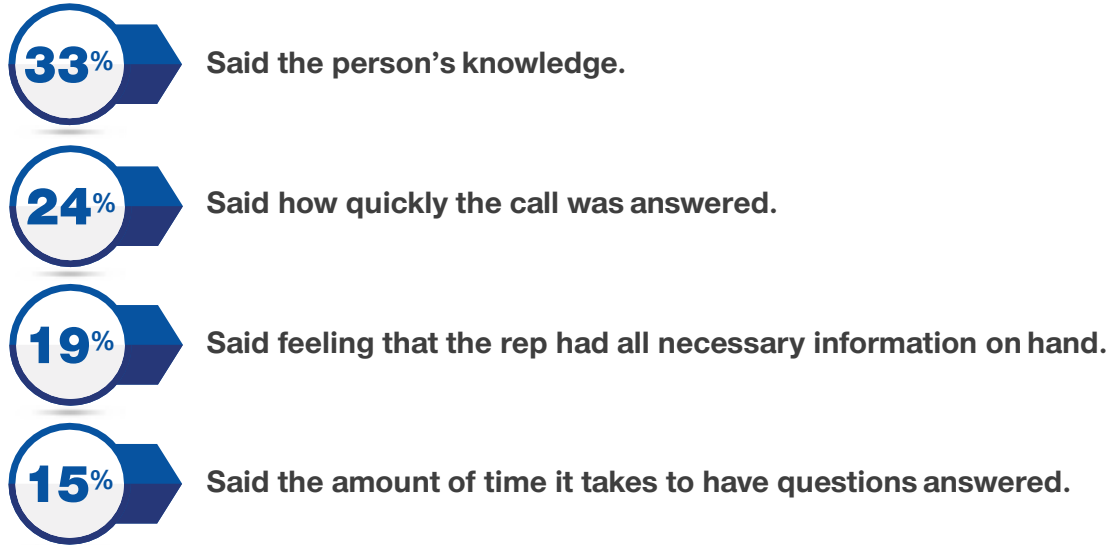 33% Said the person’s knowledge.
24% Said how quickly the call was answered.
19% Said feeling that the rep had all necessary information on hand.
15% Said the amount of time it takes to have questions answered.